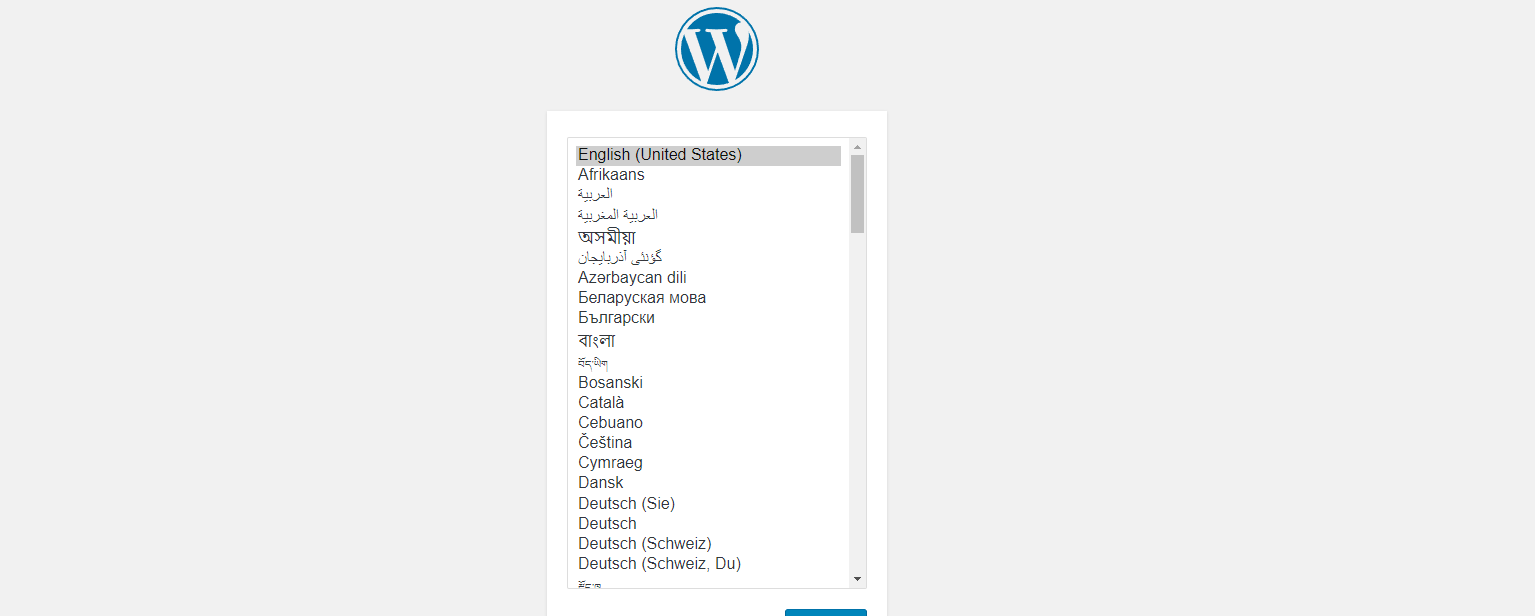 English (United States)
Afrikaans
العربية
العربية المغربية
অসমীয়া
گؤنئی آذربایجان
Azərbaycan dili
Беларуская мова
Български
বাংলা
བོད་ཡིག
Bosanski
Català
Cebuano
Čeština
Cymraeg
Dansk
Deutsch (Sie)
Deutsch
Deutsch (Schweiz)
Deutsch (Schweiz, Du)